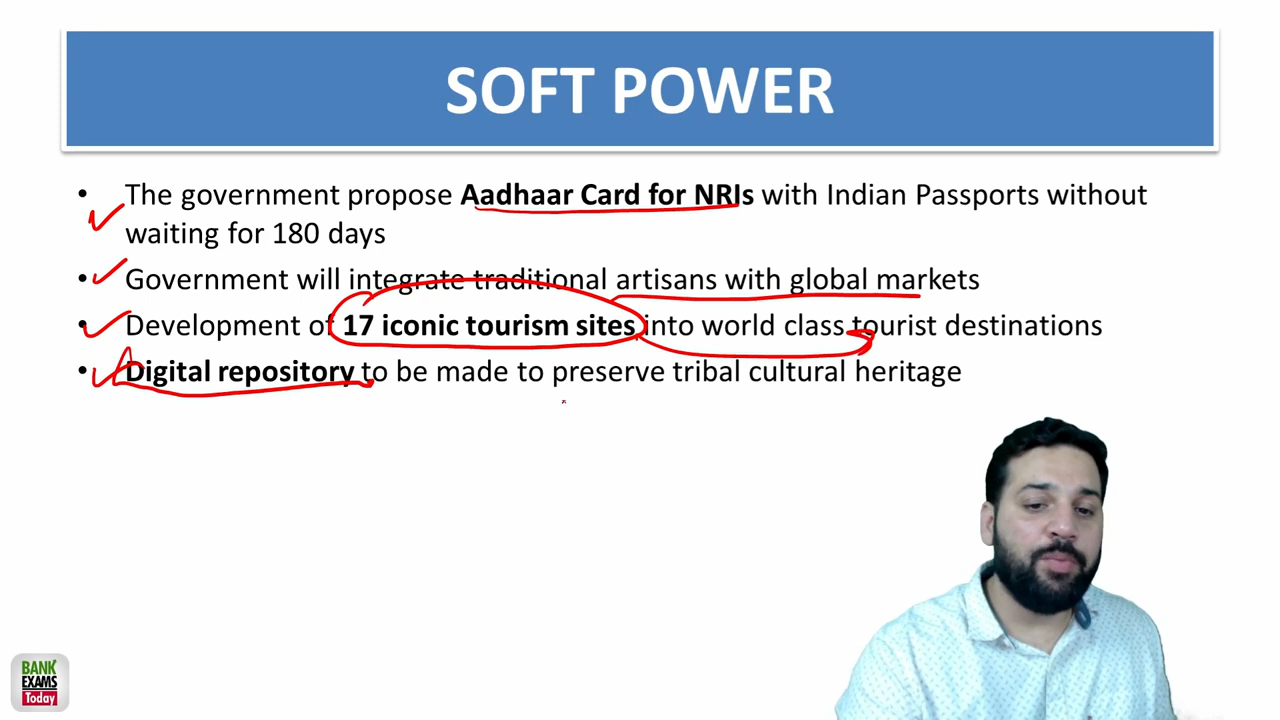 SOFT POWER
• The government propose Aadhaar Card for NRIs with Indian Passports without
waiting for 180 days
• Government will integrate traditional artisans with global markets
• Development of 17 iconic tourism sites into world class tourist destinations
• Digital repository to be made to preserve tribal cultural heritage
BANK
EXAMS
Today